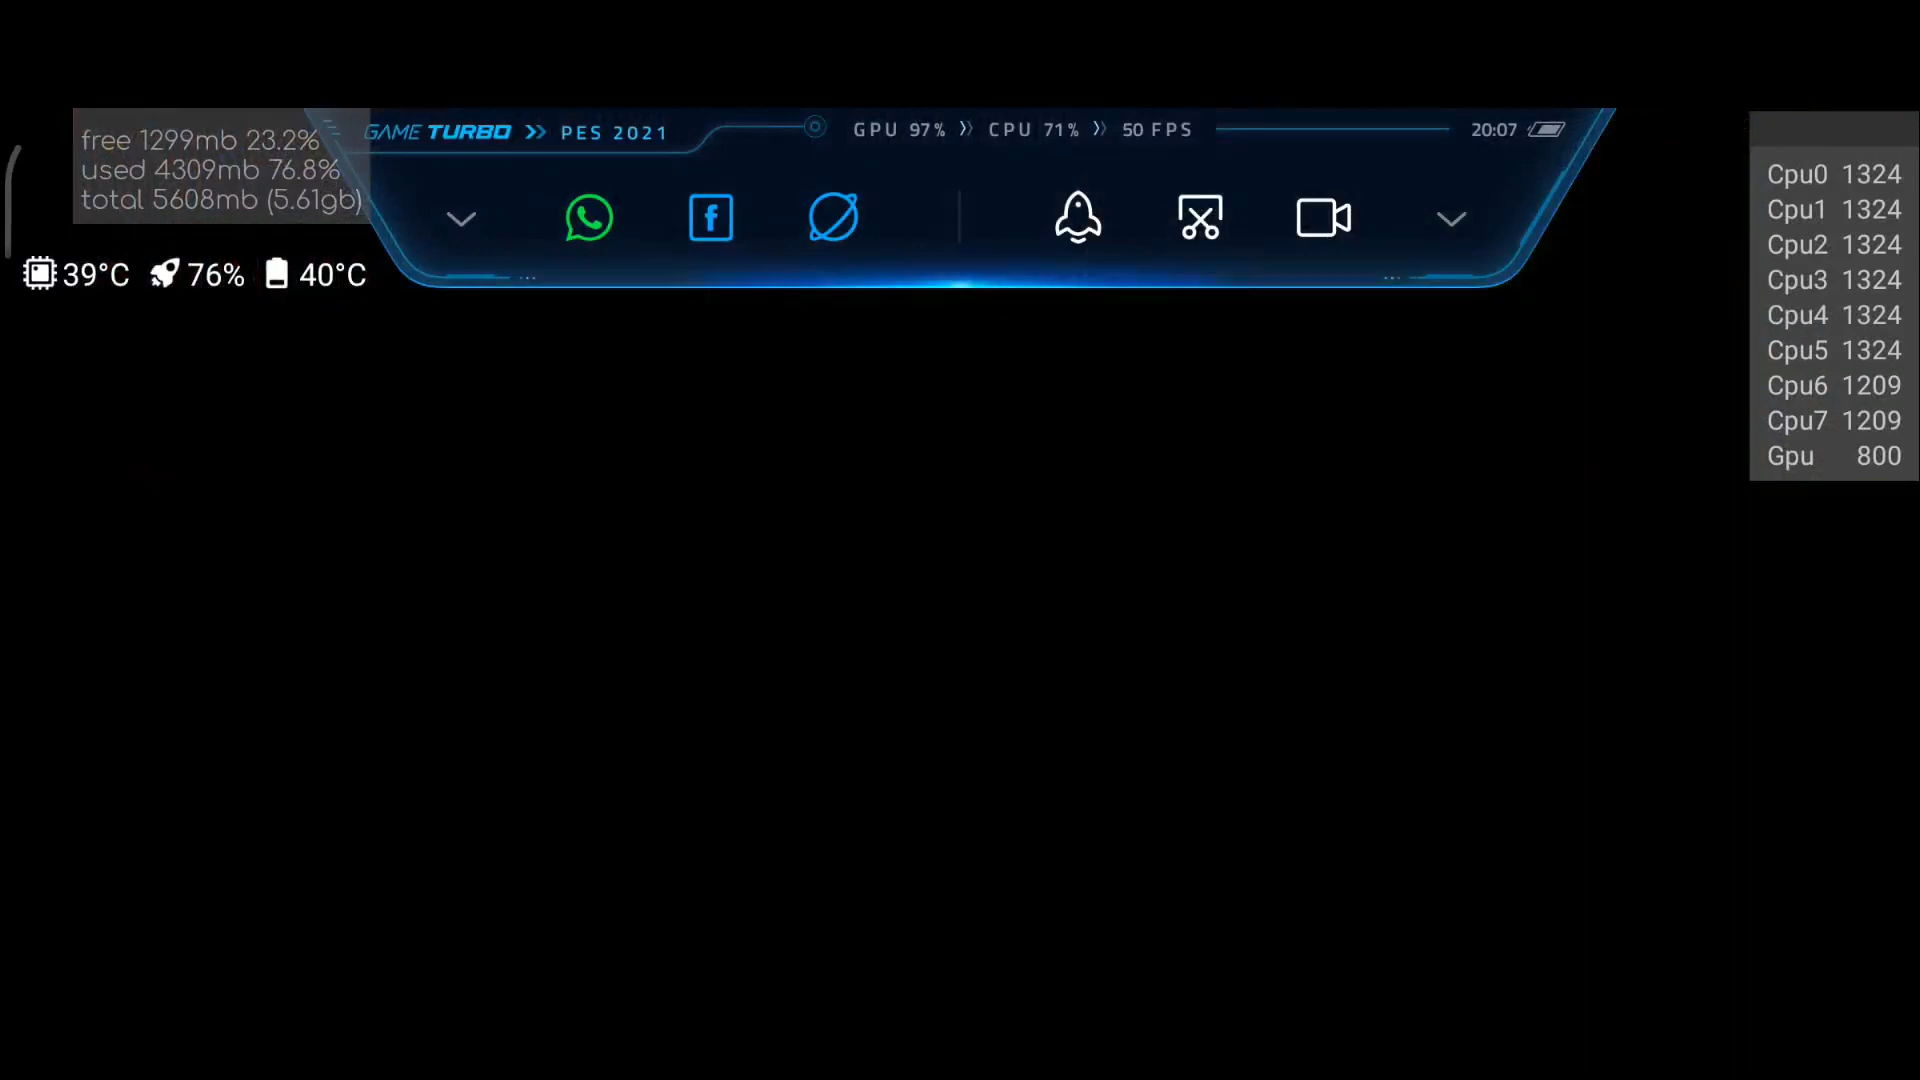 free 1299mb 23.2%
used 4309mb 76.8%
total 5608mb (5.61gb)
39°C 76% 40°C
GAME TURBO PES 2021
GPU 97% CPU 71% 50 FPS
20:07
f
Cpu0 1324
Cpu1 1324
Cpu2 1324
Cpu3 1324
Cpu4 1324
Cpu5 1324
Cpu6 1209
Cpu7 1209
Gpu 800